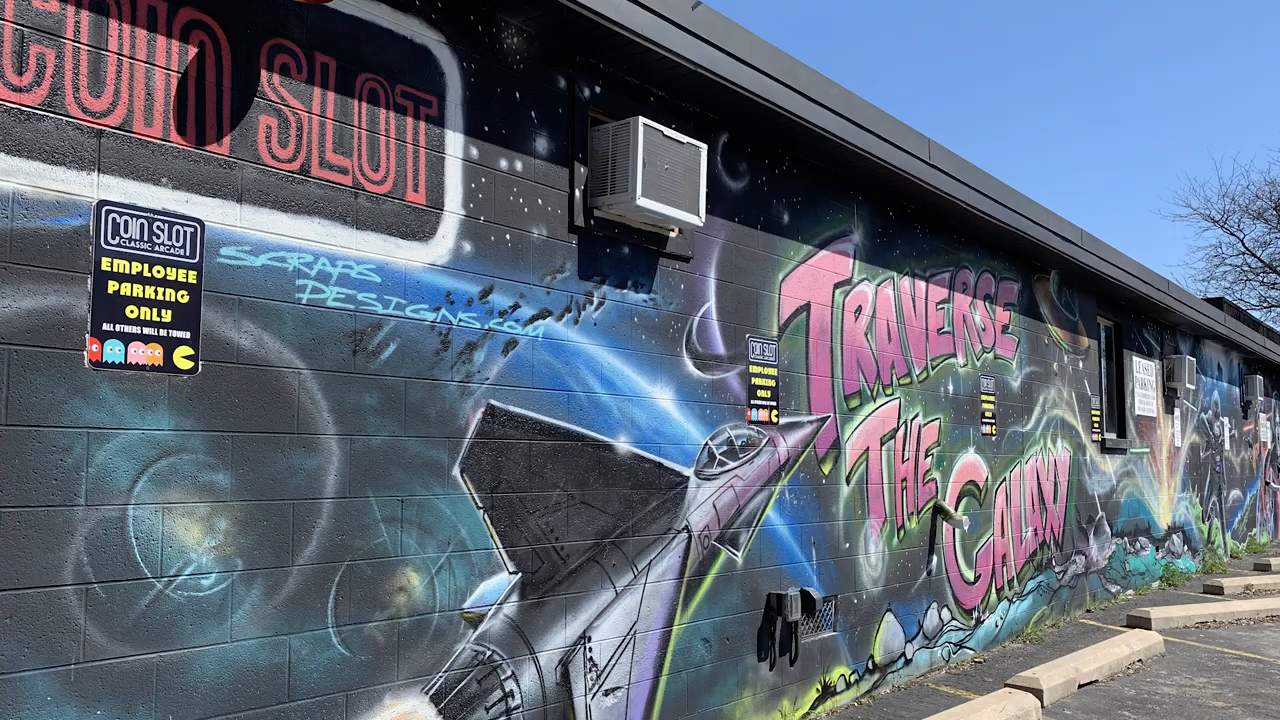 COIN SLOT
COIN SLOT
CLASSIC ARCADE
EMPLOYEE
PARKING
ONLY
ALL OTHERS WILL BE TOWED
SCRAPS
DESIGNS.COM
COIN SLOT
EMPLOYEE
PARKING
ONLY
TRAVERSE
THE
GALAXY
LEASED
PARKING